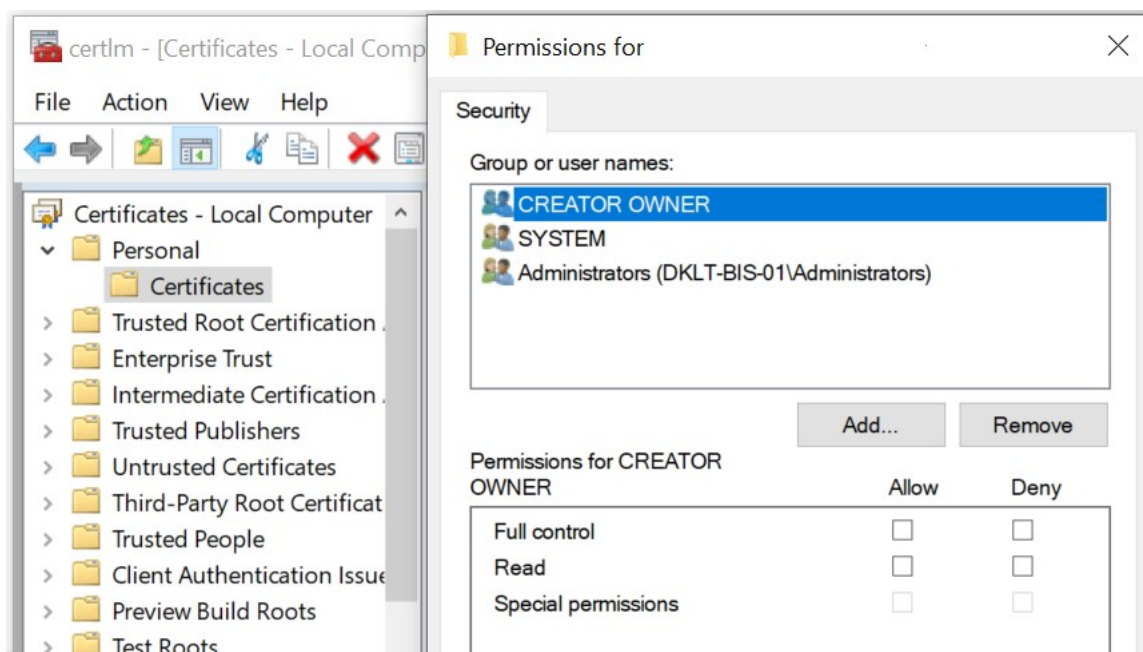 certlm - [Certificates - Local Comp
File Action View Help
Certificates - Local Computer
Personal
Certificates
Trusted Root Certification
Enterprise Trust
Intermediate Certification
Trusted Publishers
Untrusted Certificates
Third-Party Root Certificat
Trusted People
Client Authentication Issue
Preview Build Roots
Test Roots
Permissions for
Security
Group or user names:
CREATOR OWNER
SYSTEM
Administrators (DKLT-BIS-01\Administrators)
Add... Remove
Permissions for CREATOR
OWNER Allow Deny
Full control
Read
Special permissions